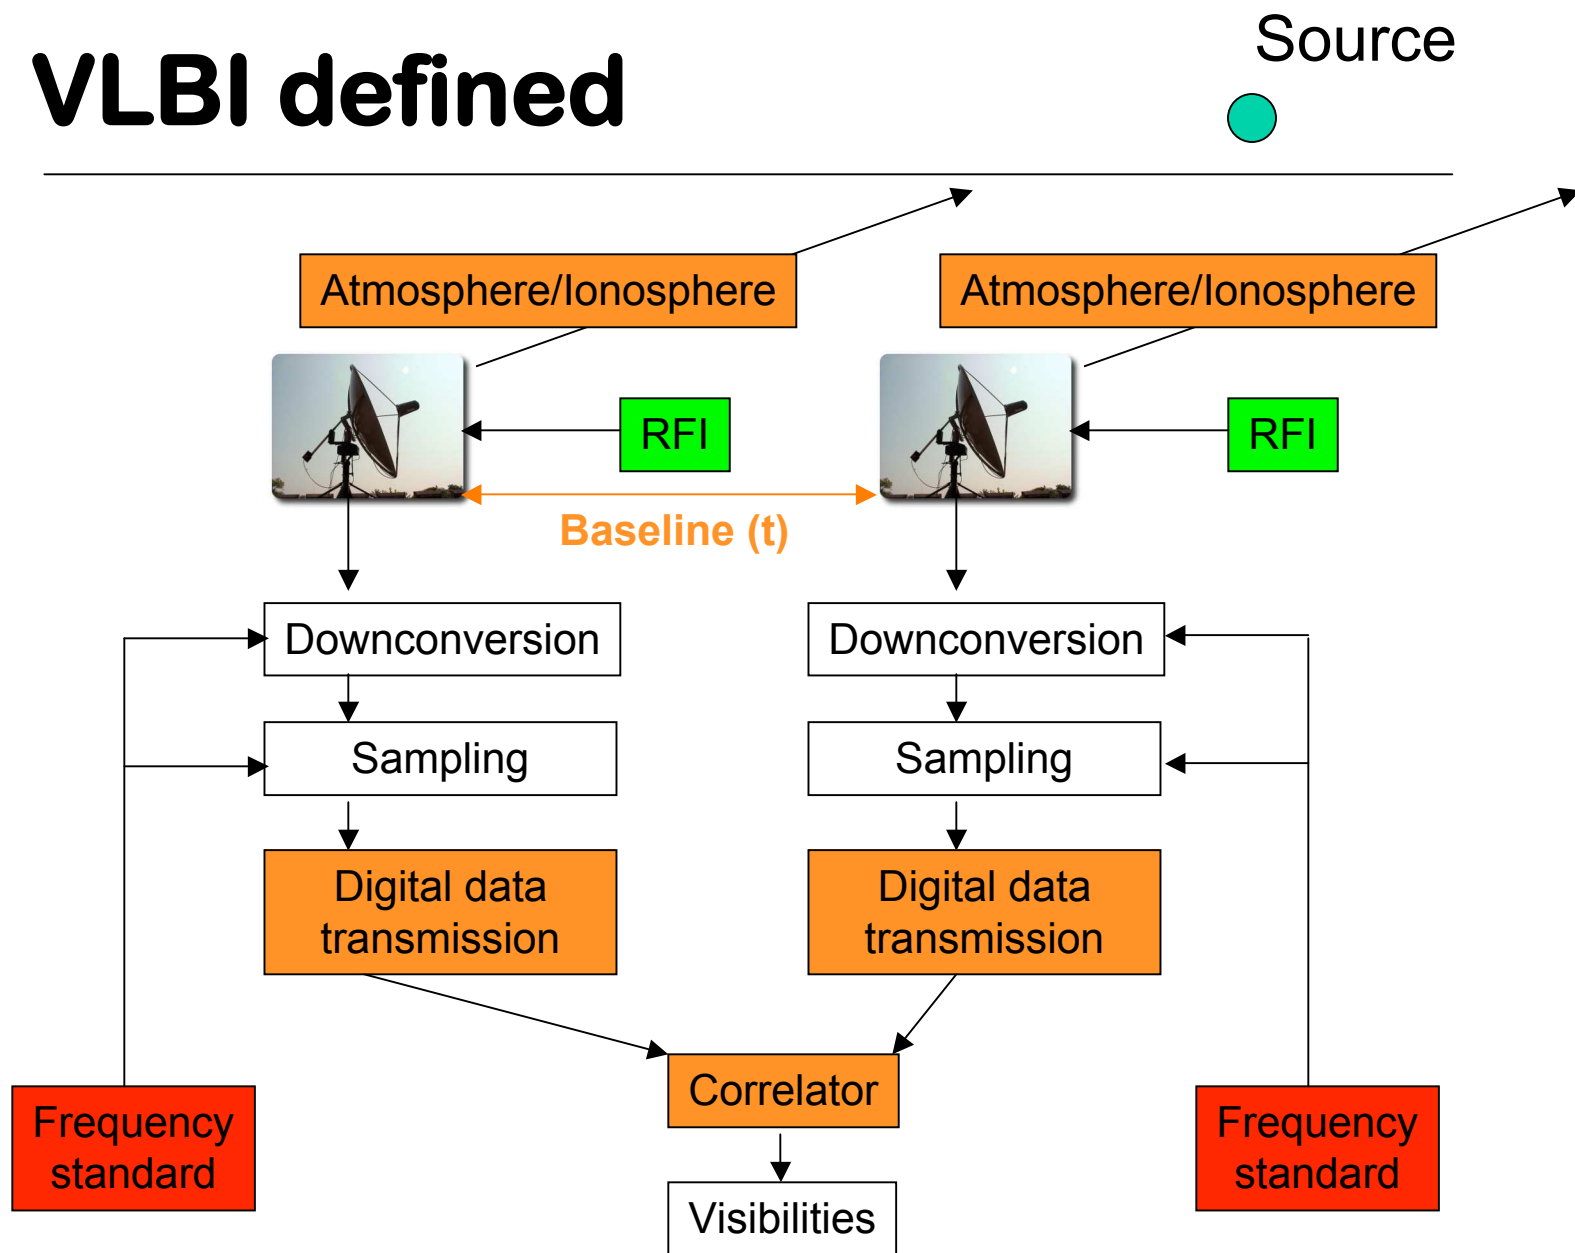 Source
VLBI defined
Atmosphere/Ionosphere
Atmosphere/Ionosphere
RFI
RFI
Baseline (t)
Downconversion
Downconversion
Sampling
Sampling
Digital data
transmission
Digital data
transmission
Correlator
Frequency
standard
Frequency
standard
Visibilities